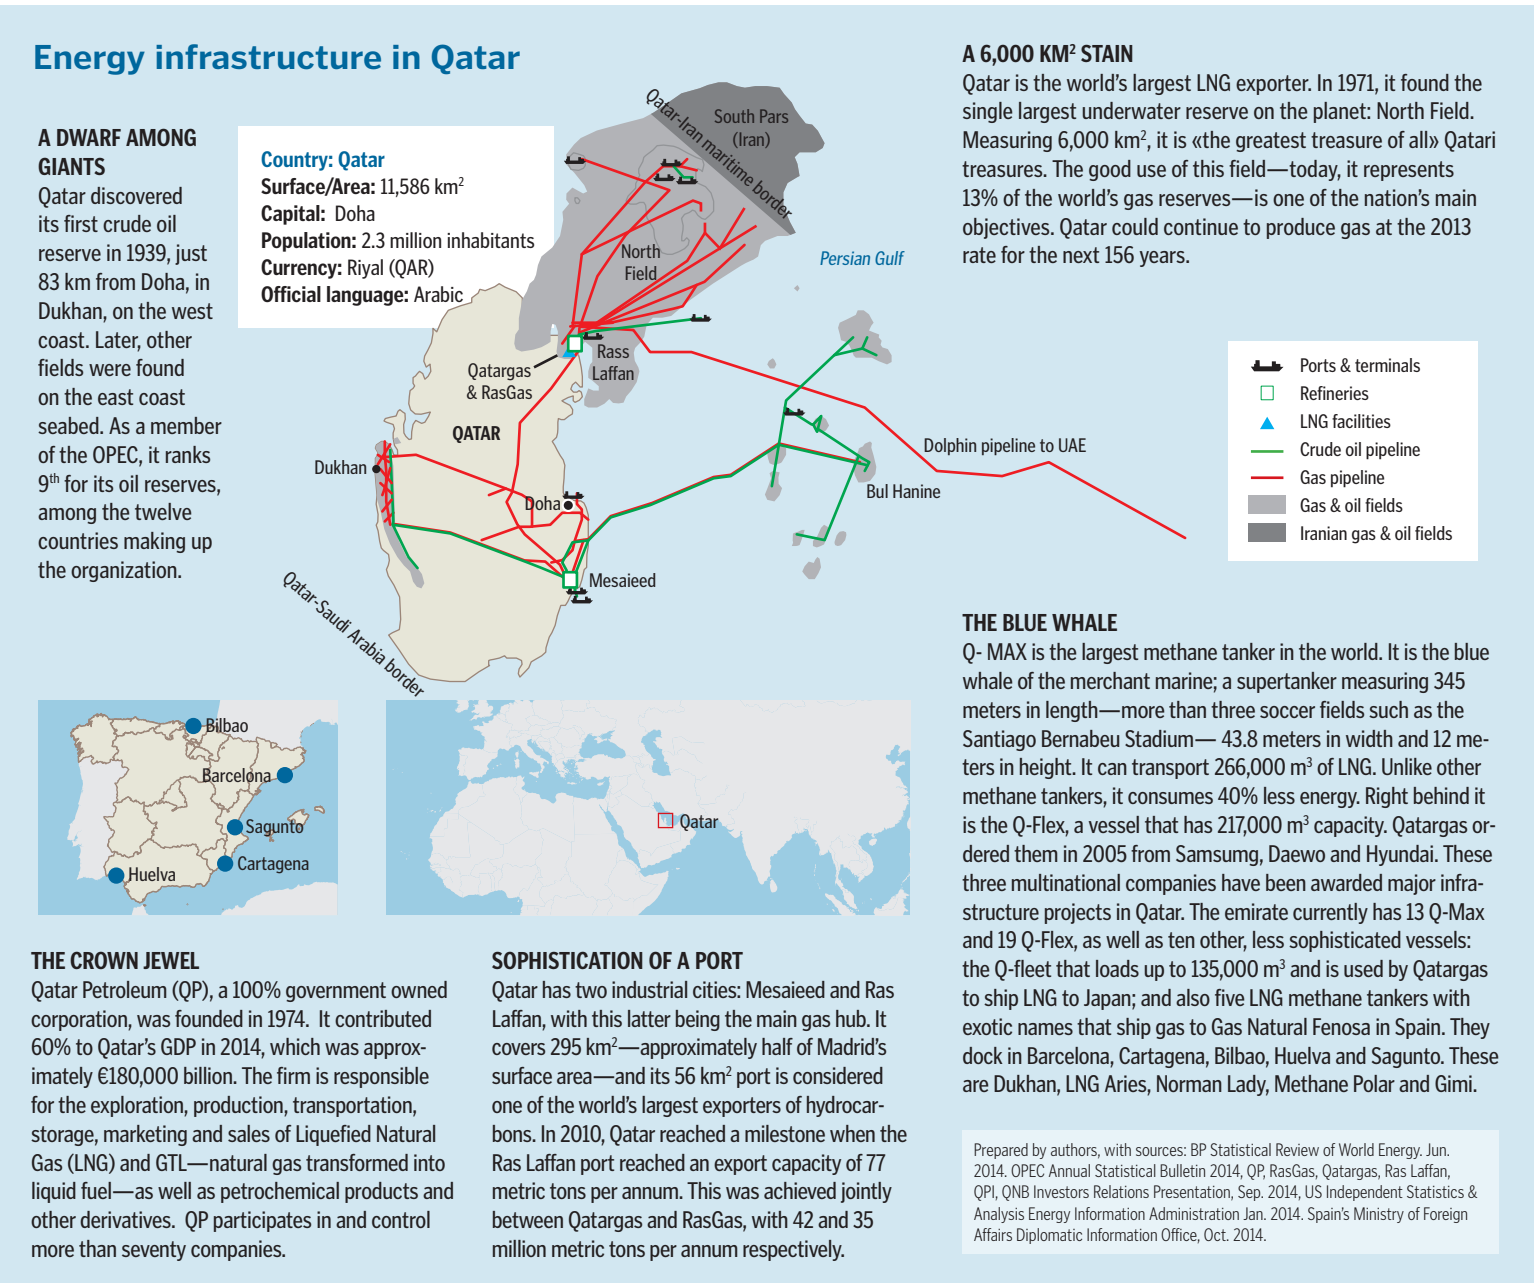 Energy infrastructure in Qatar
A DWARF AMONG
GIANTS
Qatar discovered
its first crude oil
reserve in 1939, just
83 km from Doha, in
Dukhan, on the west
coast. Later, other
fields were found
on the east coast
seabed. As a member
of the OPEC, it ranks
9th for its oil reserves,
among the twelve
countries making up
the organization.
Country: Qatar
Surface/Area: 11,586 km²
Capital: Doha
Population: 2.3 million inhabitants
Currency: Riyal (QAR)
Official language: Arabic
Qatar-Iran maritime border
South Pars
(Iran)
North
Field
Persian Gulf
Rass
Laffan
Qatargas
& RasGas
QATAR
Dukhan
Doha
Mesaieed
Dolphin pipeline to UAE
Bul Hanine
Qatar-Saudi Arabia border
A 6,000 KM² STAIN
Qatar is the world's largest LNG exporter. In 1971, it found the
single largest underwater reserve on the planet: North Field.
Measuring 6,000 km², it is «the greatest treasure of all» Qatari
treasures. The good use of this field—today, it represents
13% of the world's gas reserves—is one of the nation's main
objectives. Qatar could continue to produce gas at the 2013
rate for the next 156 years.
Ports & terminals
Refineries
LNG facilities
Crude oil pipeline
Gas pipeline
Gas & oil fields
Iranian gas & oil fields
THE BLUE WHALE
Q- MAX is the largest methane tanker in the world. It is the blue
whale of the merchant marine; a supertanker measuring 345
meters in length—more than three soccer fields such as the
Santiago Bernabeu Stadium— 43.8 meters in width and 12 me-
ters in height. It can transport 266,000 m³ of LNG. Unlike other
methane tankers, it consumes 40% less energy. Right behind it
is the Q-Flex, a vessel that has 217,000 m³ capacity. Qatargas or-
dered them in 2005 from Samsumg, Daewo and Hyundai. These
three multinational companies have been awarded major infra-
structure projects in Qatar. The emirate currently has 13 Q-Max
and 19 Q-Flex, as well as ten other, less sophisticated vessels:
the Q-fleet that loads up to 135,000 m³ and is used by Qatargas
to ship LNG to Japan; and also five LNG methane tankers with
exotic names that ship gas to Gas Natural Fenosa in Spain. They
dock in Barcelona, Cartagena, Bilbao, Huelva and Sagunto. These
are Dukhan, LNG Aries, Norman Lady, Methane Polar and Gimi.
Bilbao
Barcelona
Sagunto
Cartagena
Huelva
Qatar
THE CROWN JEWEL
Qatar Petroleum (QP), a 100% government owned
corporation, was founded in 1974. It contributed
60% to Qatar's GDP in 2014, which was approx-
imately €180,000 billion. The firm is responsible
for the exploration, production, transportation,
storage, marketing and sales of Liquefied Natural
Gas (LNG) and GTL—natural gas transformed into
liquid fuel—as well as petrochemical products and
other derivatives. QP participates in and control
more than seventy companies.
SOPHISTICATION OF A PORT
Qatar has two industrial cities: Mesaieed and Ras
Laffan, with this latter being the main gas hub. It
covers 295 km²—approximately half of Madrid's
surface area—and its 56 km² port is considered
one of the world's largest exporters of hydrocar-
bons. In 2010, Qatar reached a milestone when the
Ras Laffan port reached an export capacity of 77
metric tons per annum. This was achieved jointly
between Qatargas and RasGas, with 42 and 35
million metric tons per annum respectively.
Prepared by authors, with sources: BP Statistical Review of World Energy. Jun.
2014. OPEC Annual Statistical Bulletin 2014, QP, RasGas, Qatargas, Ras Laffan,
QPI, QNB Investors Relations Presentation, Sep. 2014, US Independent Statistics &
Analysis Energy Information Administration Jan. 2014. Spain's Ministry of Foreign
Affairs Diplomatic Information Office, Oct. 2014.